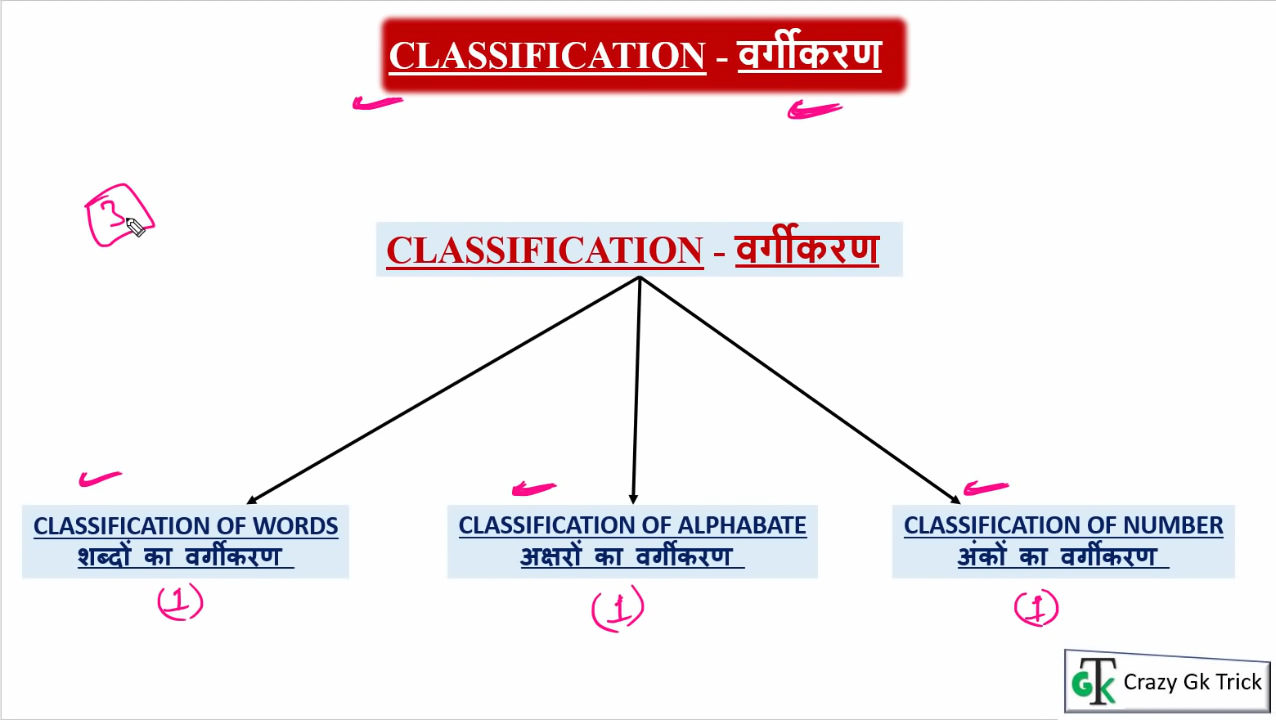 CLASSIFICATION - वर्गीकरण
3
CLASSIFICATION - वर्गीकरण
CLASSIFICATION OF WORDS
शब्दों का वर्गीकरण
(1)
CLASSIFICATION OF ALPHABATE
अक्षरों का वर्गीकरण
(1)
CLASSIFICATION OF NUMBER
अंकों का वर्गीकरण
(1)
GTK Crazy Gk Trick